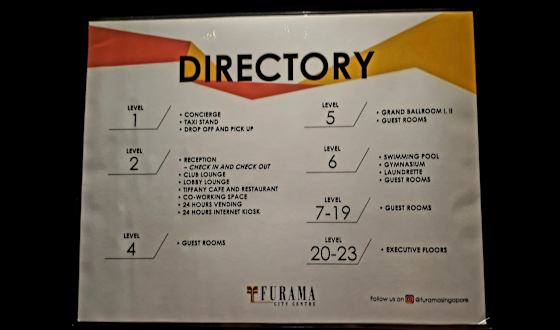 DIRECTORY
LEVEL
1
• CONCIERGE
• TAXI STAND
• DROP OFF AND PICK UP
LEVEL
2
• RECEPTION
– CHECK IN AND CHECK OUT
• CLUB LOUNGE
• LOBBY LOUNGE
• TIFFANY CAFE AND RESTAURANT
• CO-WORKING SPACE
• 24 HOURS VENDING
• 24 HOURS INTERNET KIOSK
LEVEL
4
• GUEST ROOMS
LEVEL
5
• GRAND BALLROOM I, II
• GUEST ROOMS
LEVEL
6
• SWIMMING POOL
• GYMNASIUM
• LAUNDRETTE
• GUEST ROOMS
LEVEL
7-19
• GUEST ROOMS
LEVEL
20-23
• EXECUTIVE FLOORS
FURAMA
CITY CENTRE
Follow us on @furamasingapore